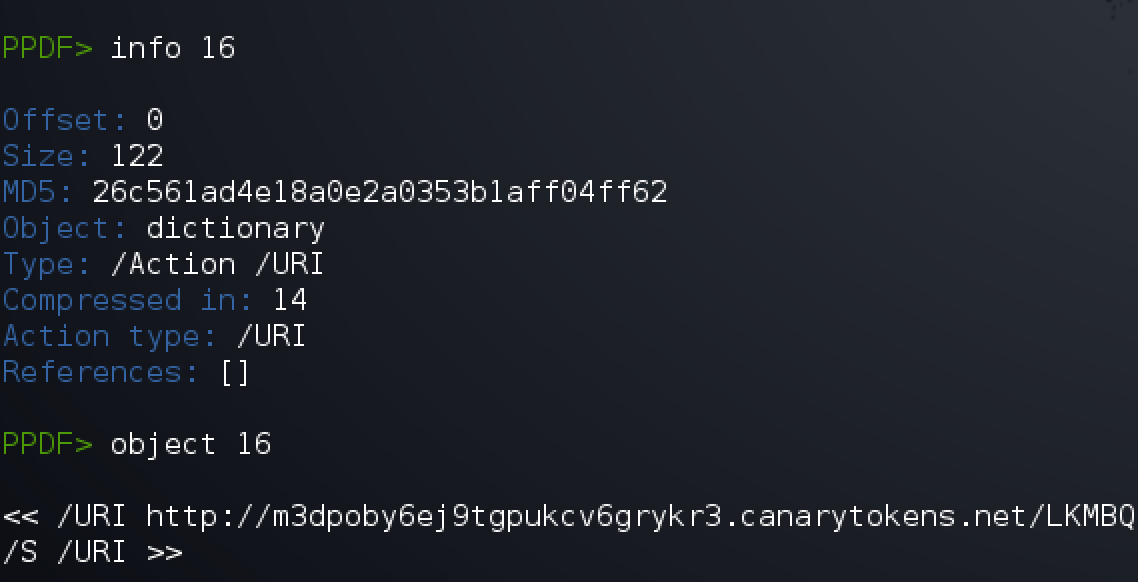 PPDF> info 16
Offset: 0
Size: 122
MD5: 26c561ad4e18a0e2a0353b1aff04ff62
Object: dictionary
Type: /Action /URI
Compressed in: 14
Action type: /URI
References: []
PPDF> object 16
<< /URI http://m3dpoby6ej9tgpukcv6grykr3.canarytokens.net/LKMBQ
/S /URI >>